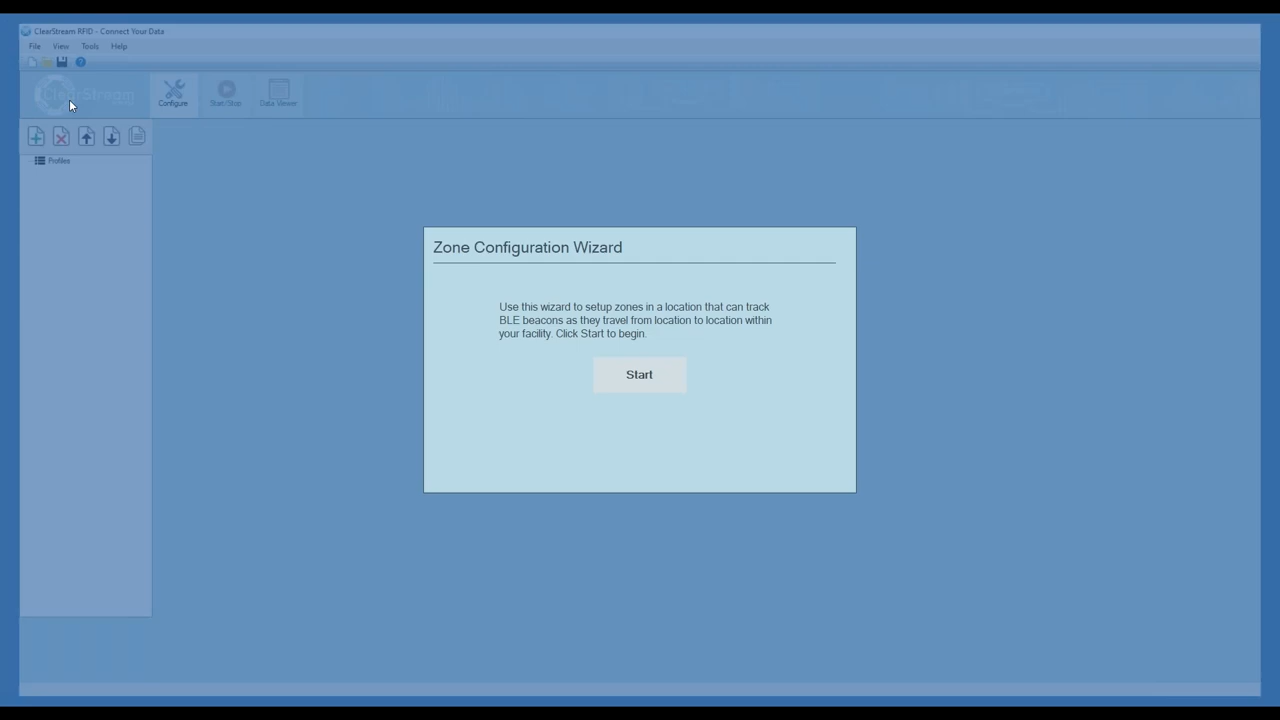 ClearStream RFID - Connect Your Data
File View Tools Help
ClearStream
Configure Start/Stop Data Viewer
Profiles
Zone Configuration Wizard
Use this wizard to setup zones in a location that can track
BLE beacons as they travel from location to location within
your facility. Click Start to begin.
Start